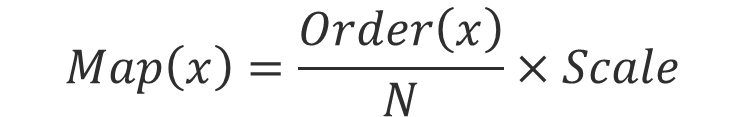 Map(x) = Order(x) / N × Scale